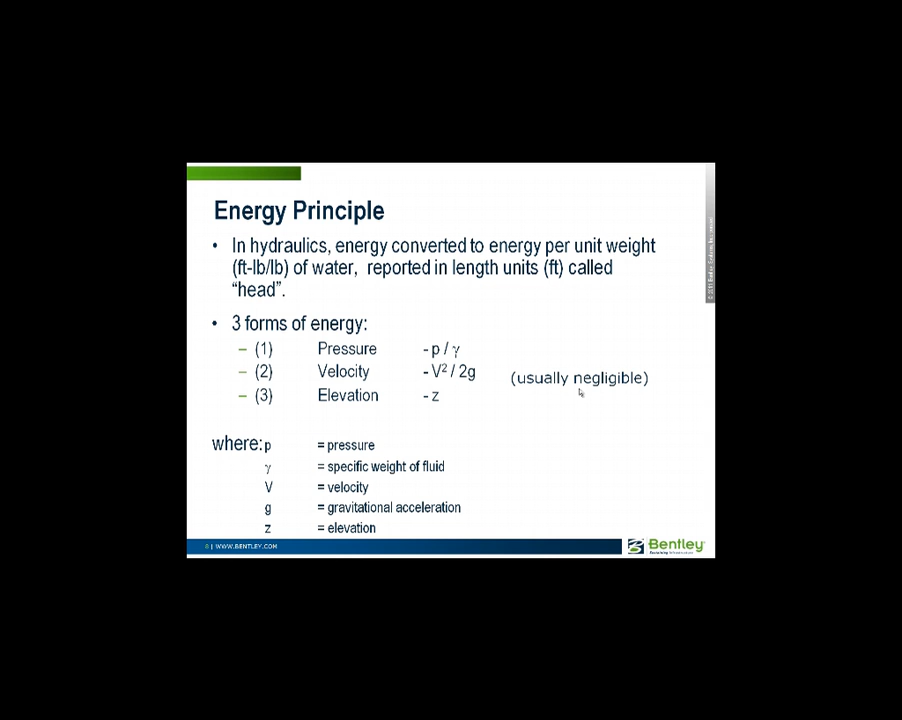 Energy Principle
• In hydraulics, energy converted to energy per unit weight
(ft-lb/lb) of water, reported in length units (ft) called
“head”.
• 3 forms of energy:
– (1) Pressure - p / γ
– (2) Velocity - V² / 2g (usually negligible)
– (3) Elevation - z
where: p = pressure
γ = specific weight of fluid
V = velocity
g = gravitational acceleration
z = elevation
| WWW.BENTLEY.COM
Bentley